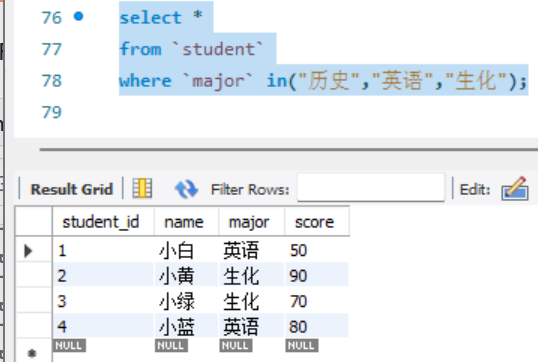 76 select *
77 from `student`
78 where `major` in("历史","英语","生化");
79
Result Grid Filter Rows: Edit:
student_id name major score
1 小白 英语 50
2 小黄 生化 90
3 小绿 生化 70
4 小蓝 英语 80
NULL NULL NULL NULL